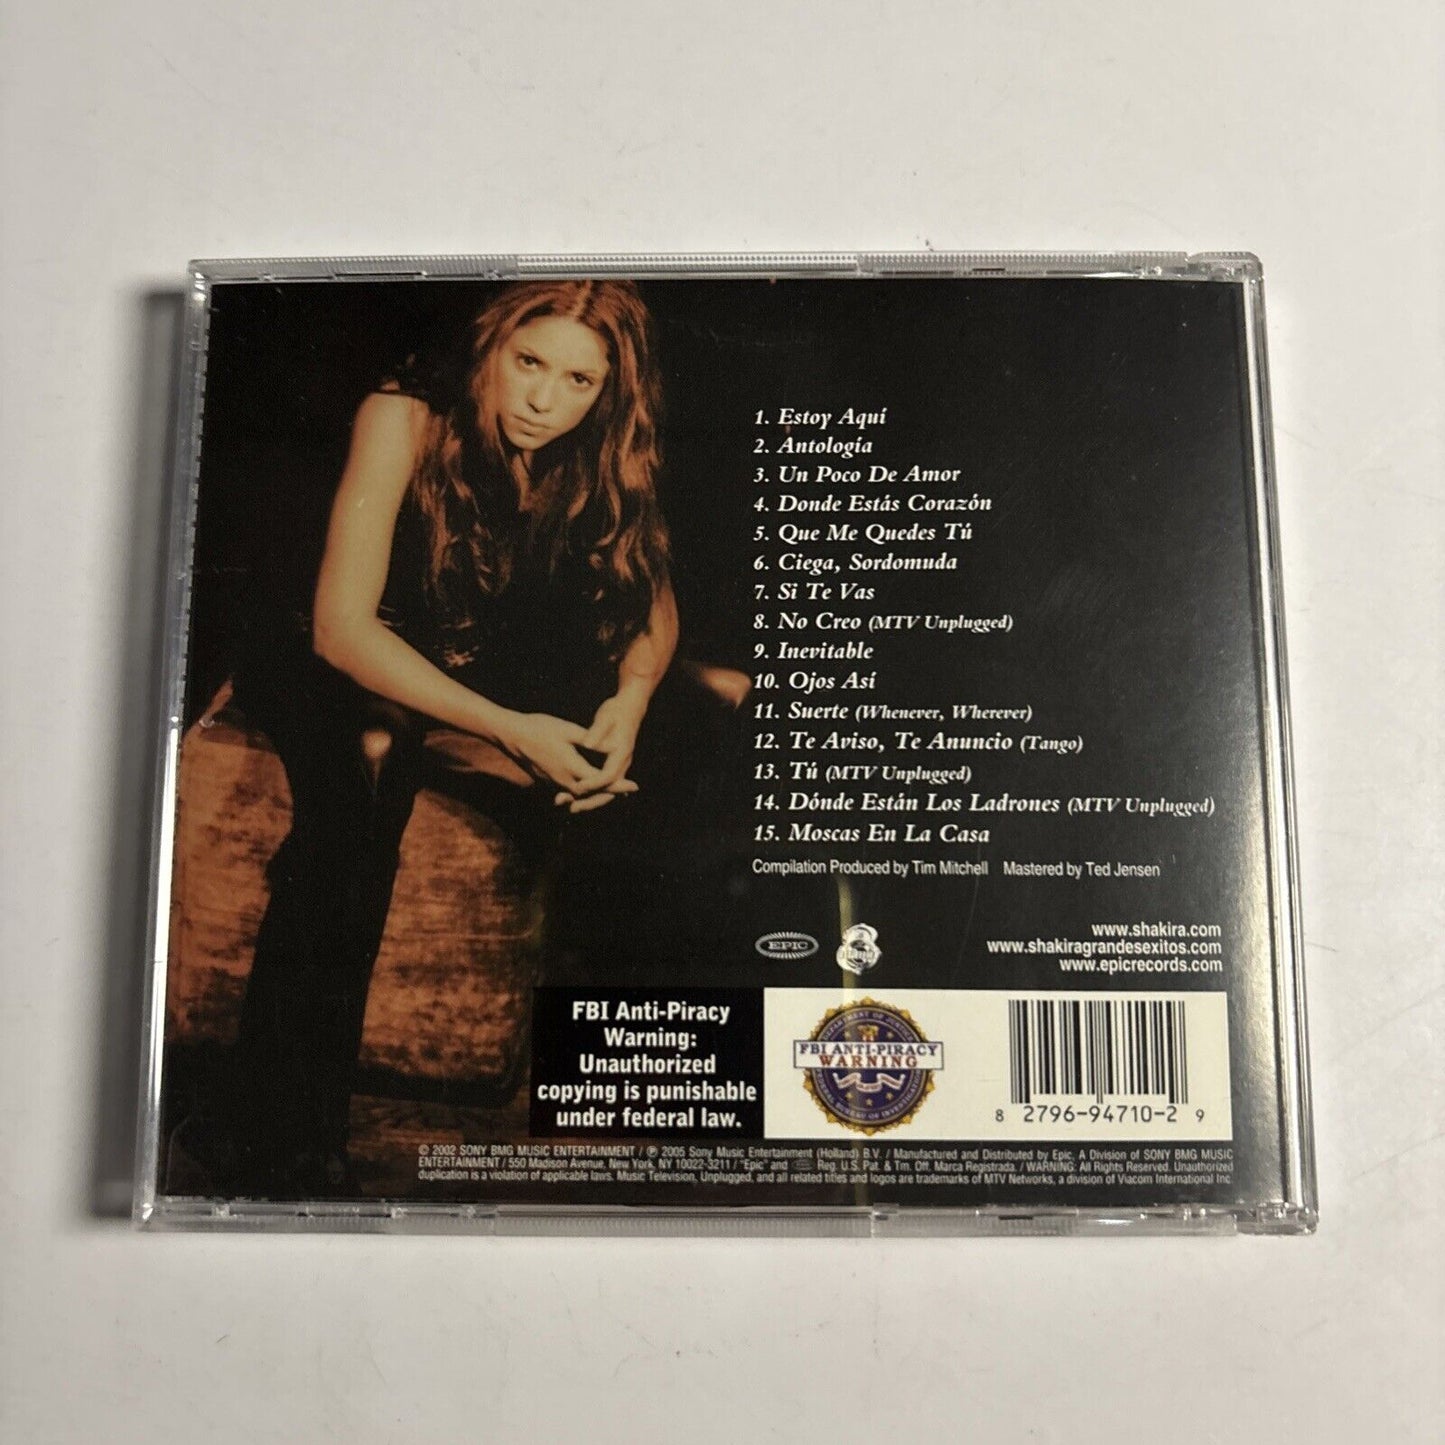 1. Estoy Aquí
2. Antología
3. Un Poco De Amor
4. Donde Estás Corazón
5. Que Me Quedes Tú
6. Ciega, Sordomuda
7. Si Te Vas
8. No Creo (MTV Unplugged)
9. Inevitable
10. Ojos Así
11. Suerte (Whenever, Wherever)
12. Te Aviso, Te Anuncio (Tango)
13. Tú (MTV Unplugged)
14. Dónde Están Los Ladrones (MTV Unplugged)
15. Moscas En La Casa
Compilation Produced by Tim Mitchell Mastered by Ted Jensen
EPIC
www.shakira.com
www.shakiragrandesexitos.com
www.epicrecords.com
FBI Anti-Piracy
Warning:
Unauthorized
copying is punishable
under federal law.
DEPARTMENT OF JUSTICE
FBI ANTI-PIRACY
WARNING
FEDERAL BUREAU OF INVESTIGATION
8 2796-94710-2 9
© 2002 SONY BMG MUSIC ENTERTAINMENT / ℗ 2005 Sony Music Entertainment (Holland) B.V. / Manufactured and Distributed by Epic, A Division of SONY BMG MUSIC
ENTERTAINMENT / 550 Madison Avenue, New York, NY 10022-3211 / "Epic" and Reg. U.S. Pat. & Tm. Off. Marca Registrada. / WARNING: All Rights Reserved. Unauthorized
duplication is a violation of applicable laws. Music Television, Unplugged, and all related titles and logos are trademarks of MTV Networks, a division of Viacom International Inc.